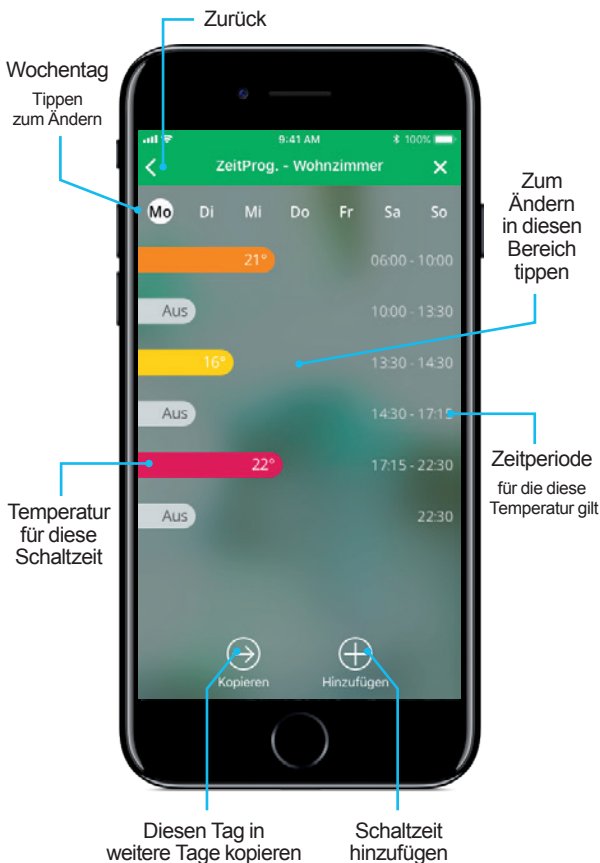 Zurück
Wochentag
Tippen
zum Ändern
9:41 AM
100%
ZeitProg. - Wohnzimmer
Zum
Ändern
in diesen
Bereich
tippen
Mo Di Mi Do Fr Sa So
21° 06:00 - 10:00
Aus 10:00 - 13:30
16° 13:30 - 14:30
Aus 14:30 - 17:15
22° 17:15 - 22:30
Aus 22:30
Zeitperiode
für die diese
Temperatur gilt
Temperatur
für diese
Schaltzeit
Kopieren Hinzufügen
Diesen Tag in
weitere Tage kopieren
Schaltzeit
hinzufügen